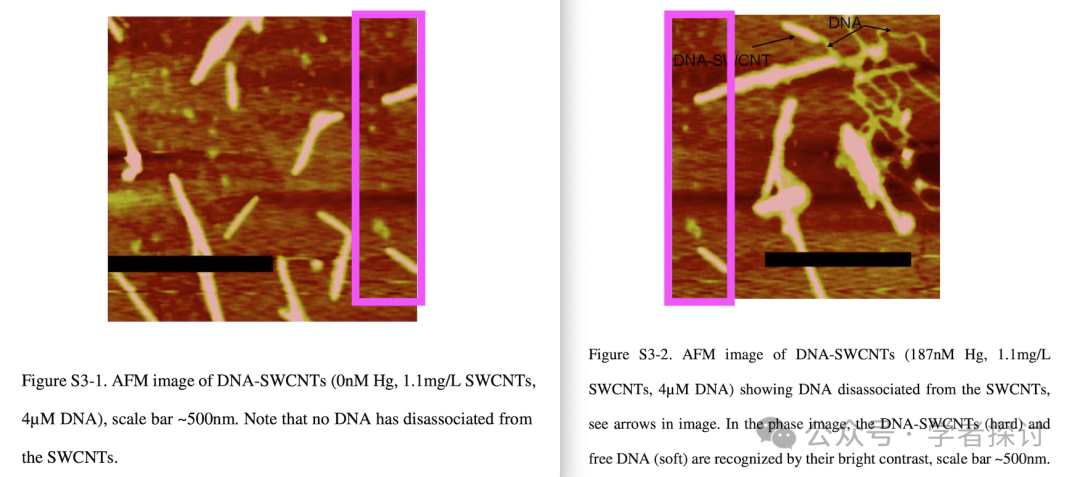 DNA
DNA-SWCNT
Figure S3-1. AFM image of DNA-SWCNTs (0nM Hg, 1.1mg/L SWCNTs,
4μM DNA), scale bar ~500nm. Note that no DNA has disassociated from
the SWCNTs.
Figure S3-2. AFM image of DNA-SWCNTs (187nM Hg, 1.1mg/L
SWCNTs, 4μM DNA) showing DNA disassociated from the SWCNTs,
see arrows in image. In the phase image, the DNA-SWCNTs (hard) and
free DNA (soft) are recognized by their bright contrast, scale bar ~500nm.
公众号 · 学者探讨